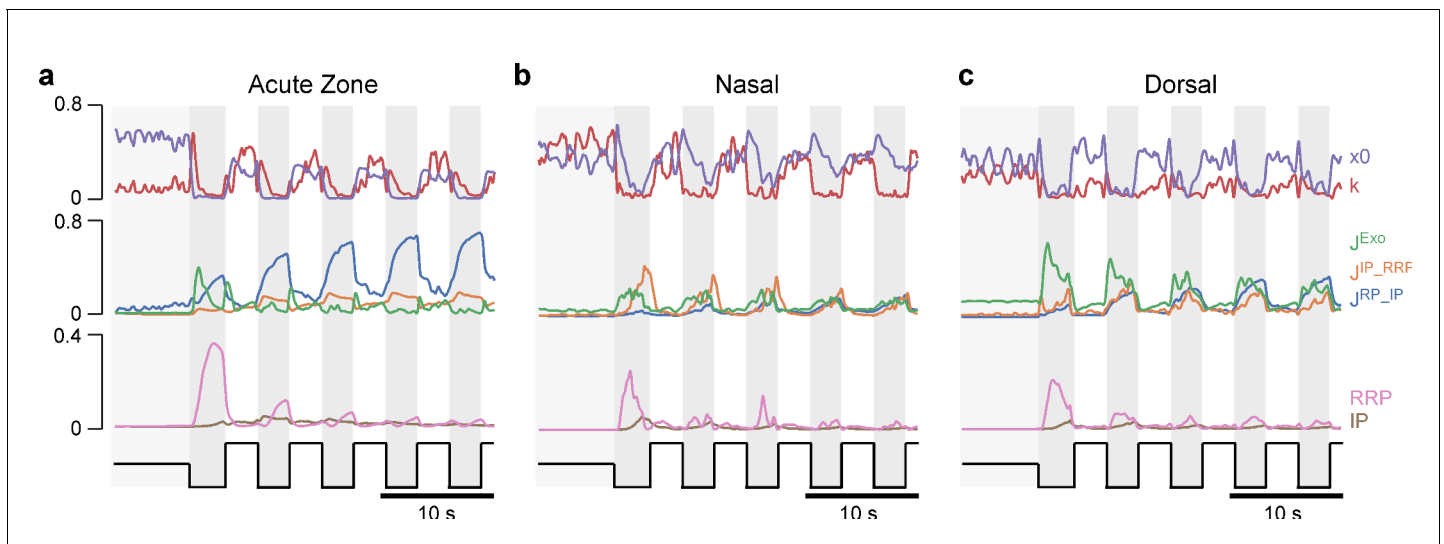 a Acute Zone
b Nasal
c Dorsal
0.8
0
x0
k
0.8
0
JExo
JIP_RRF
JRP_IP
0.4
0
RRP
IP
10 s
10 s
10 s